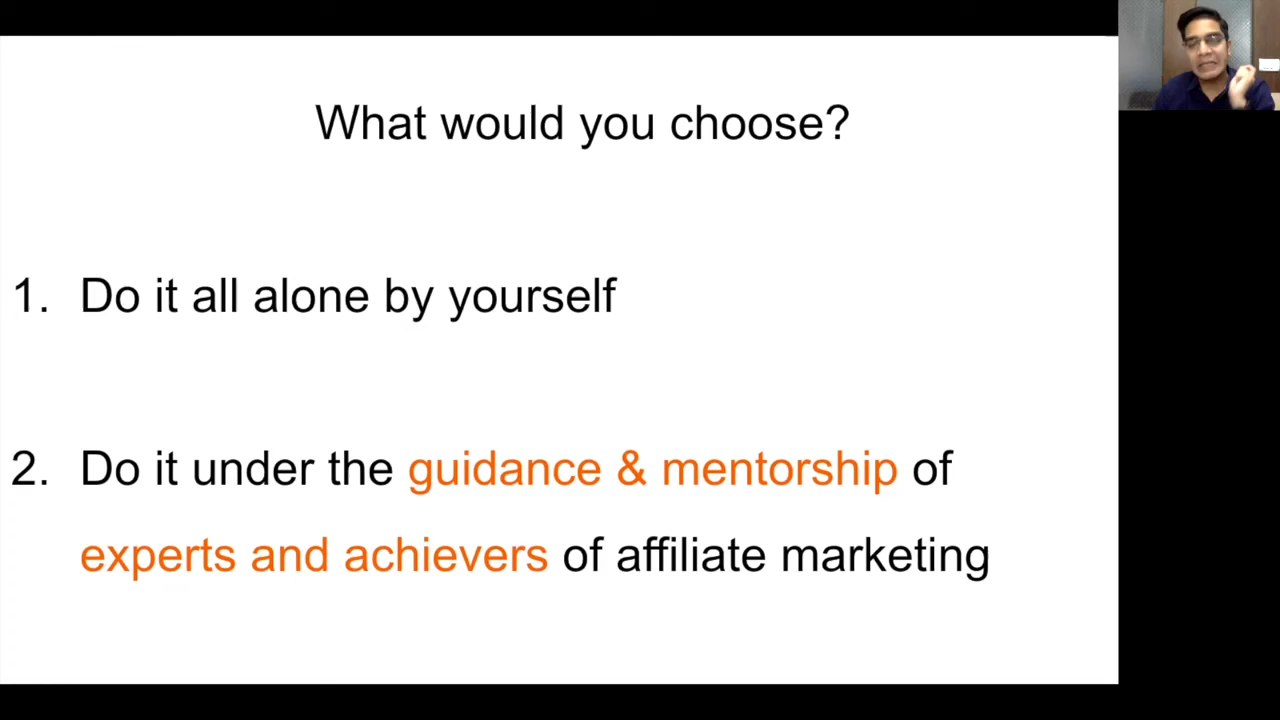 What would you choose?
1. Do it all alone by yourself
2. Do it under the guidance & mentorship of
experts and achievers of affiliate marketing